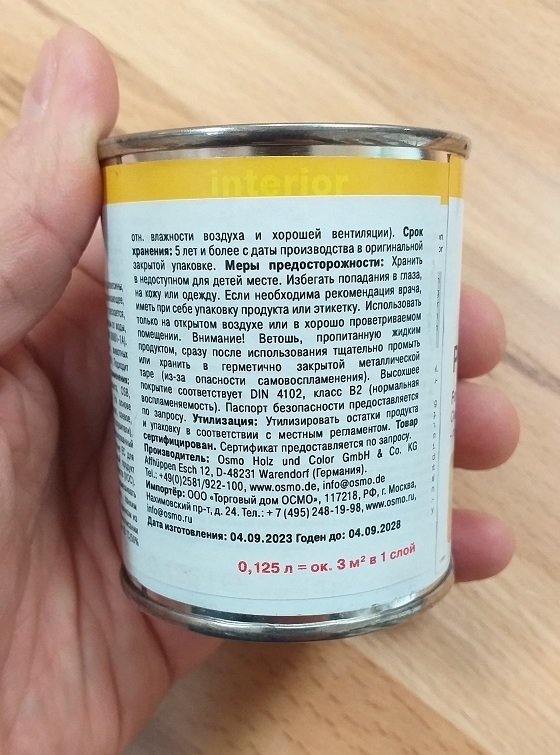 interior
отн. влажности воздуха и хорошей вентиляции). Срок
хранения: 5 лет и более с даты производства в оригинальной
закрытой упаковке. Меры предосторожности: Хранить
в недоступном для детей месте. Избегать попадания в глаза,
на кожу или одежду. Если необходима рекомендация врача,
иметь при себе упаковку продукта или этикетку. Использовать
только на открытом воздухе или в хорошо проветриваемом
помещении. Внимание! Ветошь, пропитанную жидким
продуктом, сразу после использования тщательно промыть
или хранить в герметично закрытой металлической
таре (из-за опасности самовоспламенения). Высохшее
покрытие соответствует DIN 4102, класс B2 (нормальная
воспламеняемость). Паспорт безопасности предоставляется
по запросу. Утилизация: Утилизировать остатки продукта
и упаковку в соответствии с местным регламентом. Товар
сертифицирован. Сертификат предоставляется по запросу.
Производитель: Osmo Holz und Color GmbH & Co. KG
Affhüppen Esch 12, D-48231 Warendorf (Германия).
Tel.: +49(0)2581/922-100, www.osmo.de, info@osmo.de
Импортёр: ООО «Торговый дом ОСМО», 117218, РФ, г. Москва,
Нахимовский пр-т, д. 24. Тел.: + 7 (495) 248-19-98, www.osmo.ru,
info@osmo.ru
Дата изготовления: 04.09.2023 Годен до: 04.09.2028
0,125 л = ок. 3 м² в 1 слой